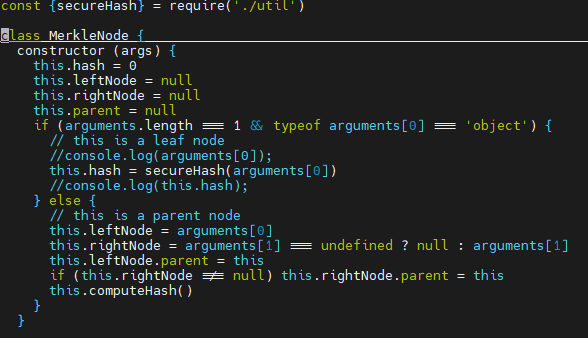 const {secureHash} = require('./util')
class MerkleNode {
constructor (args) {
this.hash = 0
this.leftNode = null
this.rightNode = null
this.parent = null
if (arguments.length === 1 && typeof arguments[0] === 'object') {
// this is a leaf node
//console.log(arguments[0]);
this.hash = secureHash(arguments[0])
//console.log(this.hash);
} else {
// this is a parent node
this.leftNode = arguments[0]
this.rightNode = arguments[1] === undefined ? null : arguments[1]
this.leftNode.parent = this
if (this.rightNode !== null) this.rightNode.parent = this
this.computeHash()
}
}